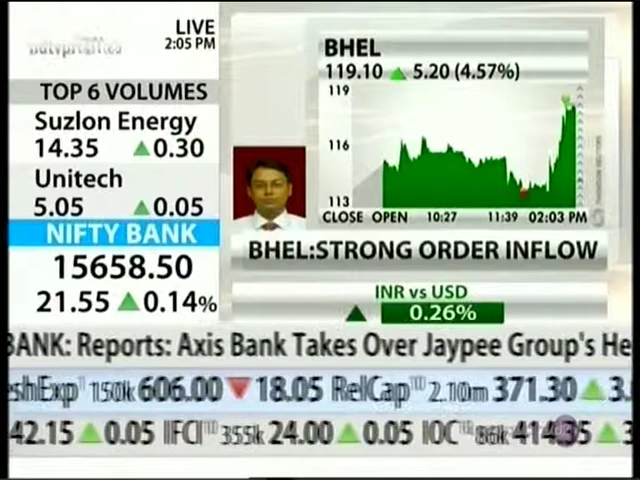 LIVE
2:05 PM
TOP 6 VOLUMES
Suzlon Energy
14.35 ▲0.30
Unitech
5.05 ▲0.05
NIFTY BANK
15658.50
21.55 ▲0.14%
BHEL
119.10 ▲ 5.20 (4.57%)
119
116
113
CLOSE OPEN 10:27 11:39 02:03 PM
BHEL:STRONG ORDER INFLOW
INR vs USD
▲ 0.26%
BANK: Reports: Axis Bank Takes Over Jaypee Group's He
eshExp 150k 606.00 ▼ 18.05 RelCap 2.10m 371.30 ▲ 3.
42.15 ▲ 0.05 IFCI 355k 24.00 ▲ 0.05 IOC 86k